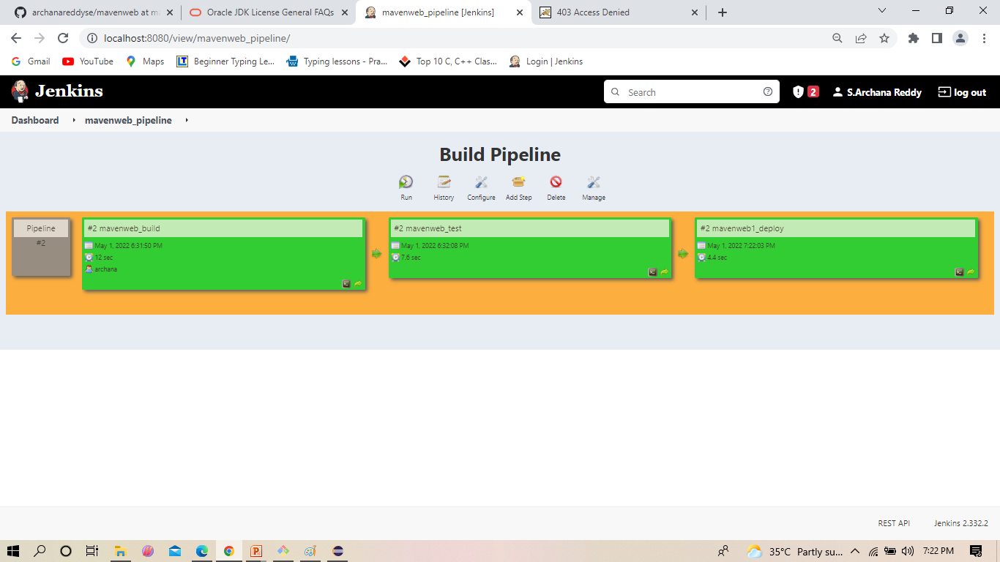 archanareddyse/mavenweb at m
Oracle JDK License General FAQs
mavenweb_pipeline [Jenkins]
403 Access Denied
localhost:8080/view/mavenweb_pipeline/
Gmail
YouTube
Maps
Beginner Typing Le...
Typing lessons - Pra...
Top 10 C, C++ Clas...
Login | Jenkins
Jenkins
Search
2
S.Archana Reddy
log out
Dashboard
mavenweb_pipeline
Build Pipeline
Run
History
Configure
Add Step
Delete
Manage
Pipeline
#2
#2 mavenweb_build
May 1, 2022 6:31:50 PM
12 sec
archana
#2 mavenweb_test
May 1, 2022 6:32:08 PM
7.6 sec
#2 mavenweb1_deploy
May 1, 2022 7:22:03 PM
4.4 sec
REST API
Jenkins 2.332.2
35°C Partly su...
7:22 PM